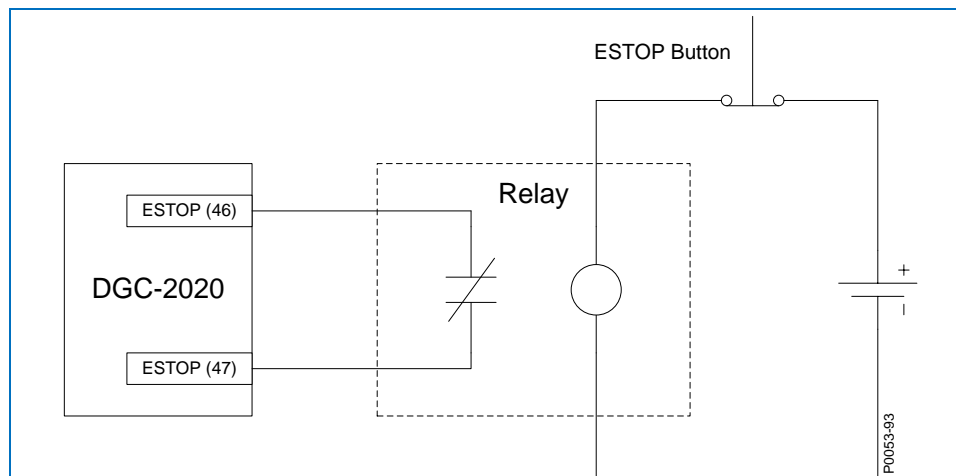 ESTOP Button
Relay
ESTOP (46)
DGC-2020
ESTOP (47)
+
–
P0053-93